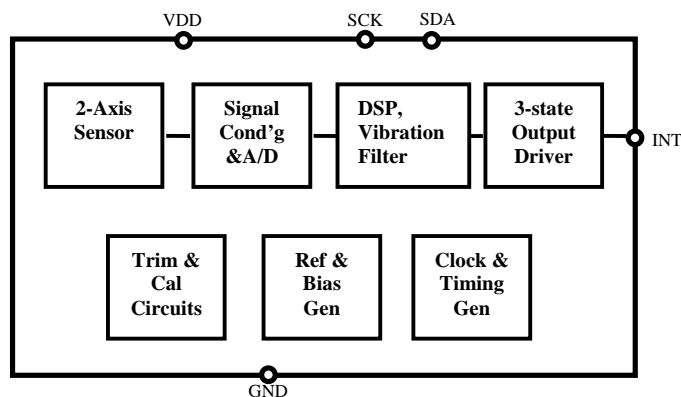 VDD
SCK
SDA
2-Axis
Sensor
Signal
Cond'g
&A/D
DSP,
Vibration
Filter
3-state
Output
Driver
INT
Trim &
Cal
Circuits
Ref &
Bias
Gen
Clock &
Timing
Gen
GND